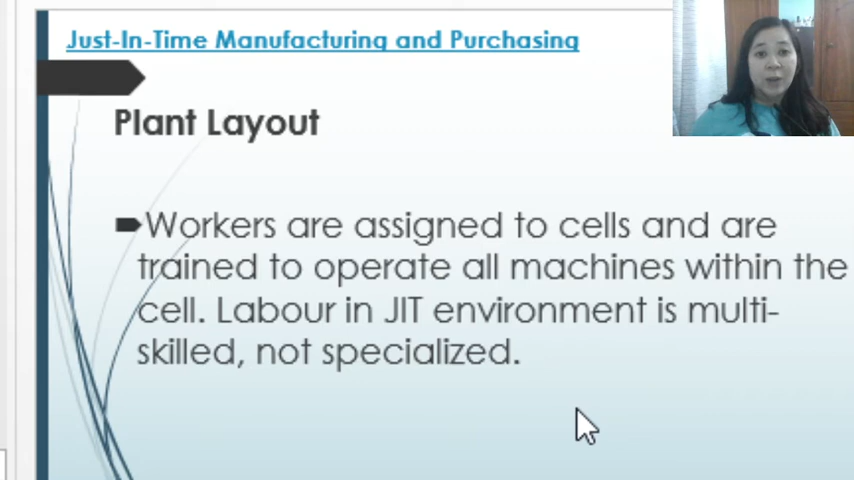 Just-In-Time Manufacturing and Purchasing
Plant Layout
Workers are assigned to cells and are
trained to operate all machines within the
cell. Labour in JIT environment is multi-
skilled, not specialized.